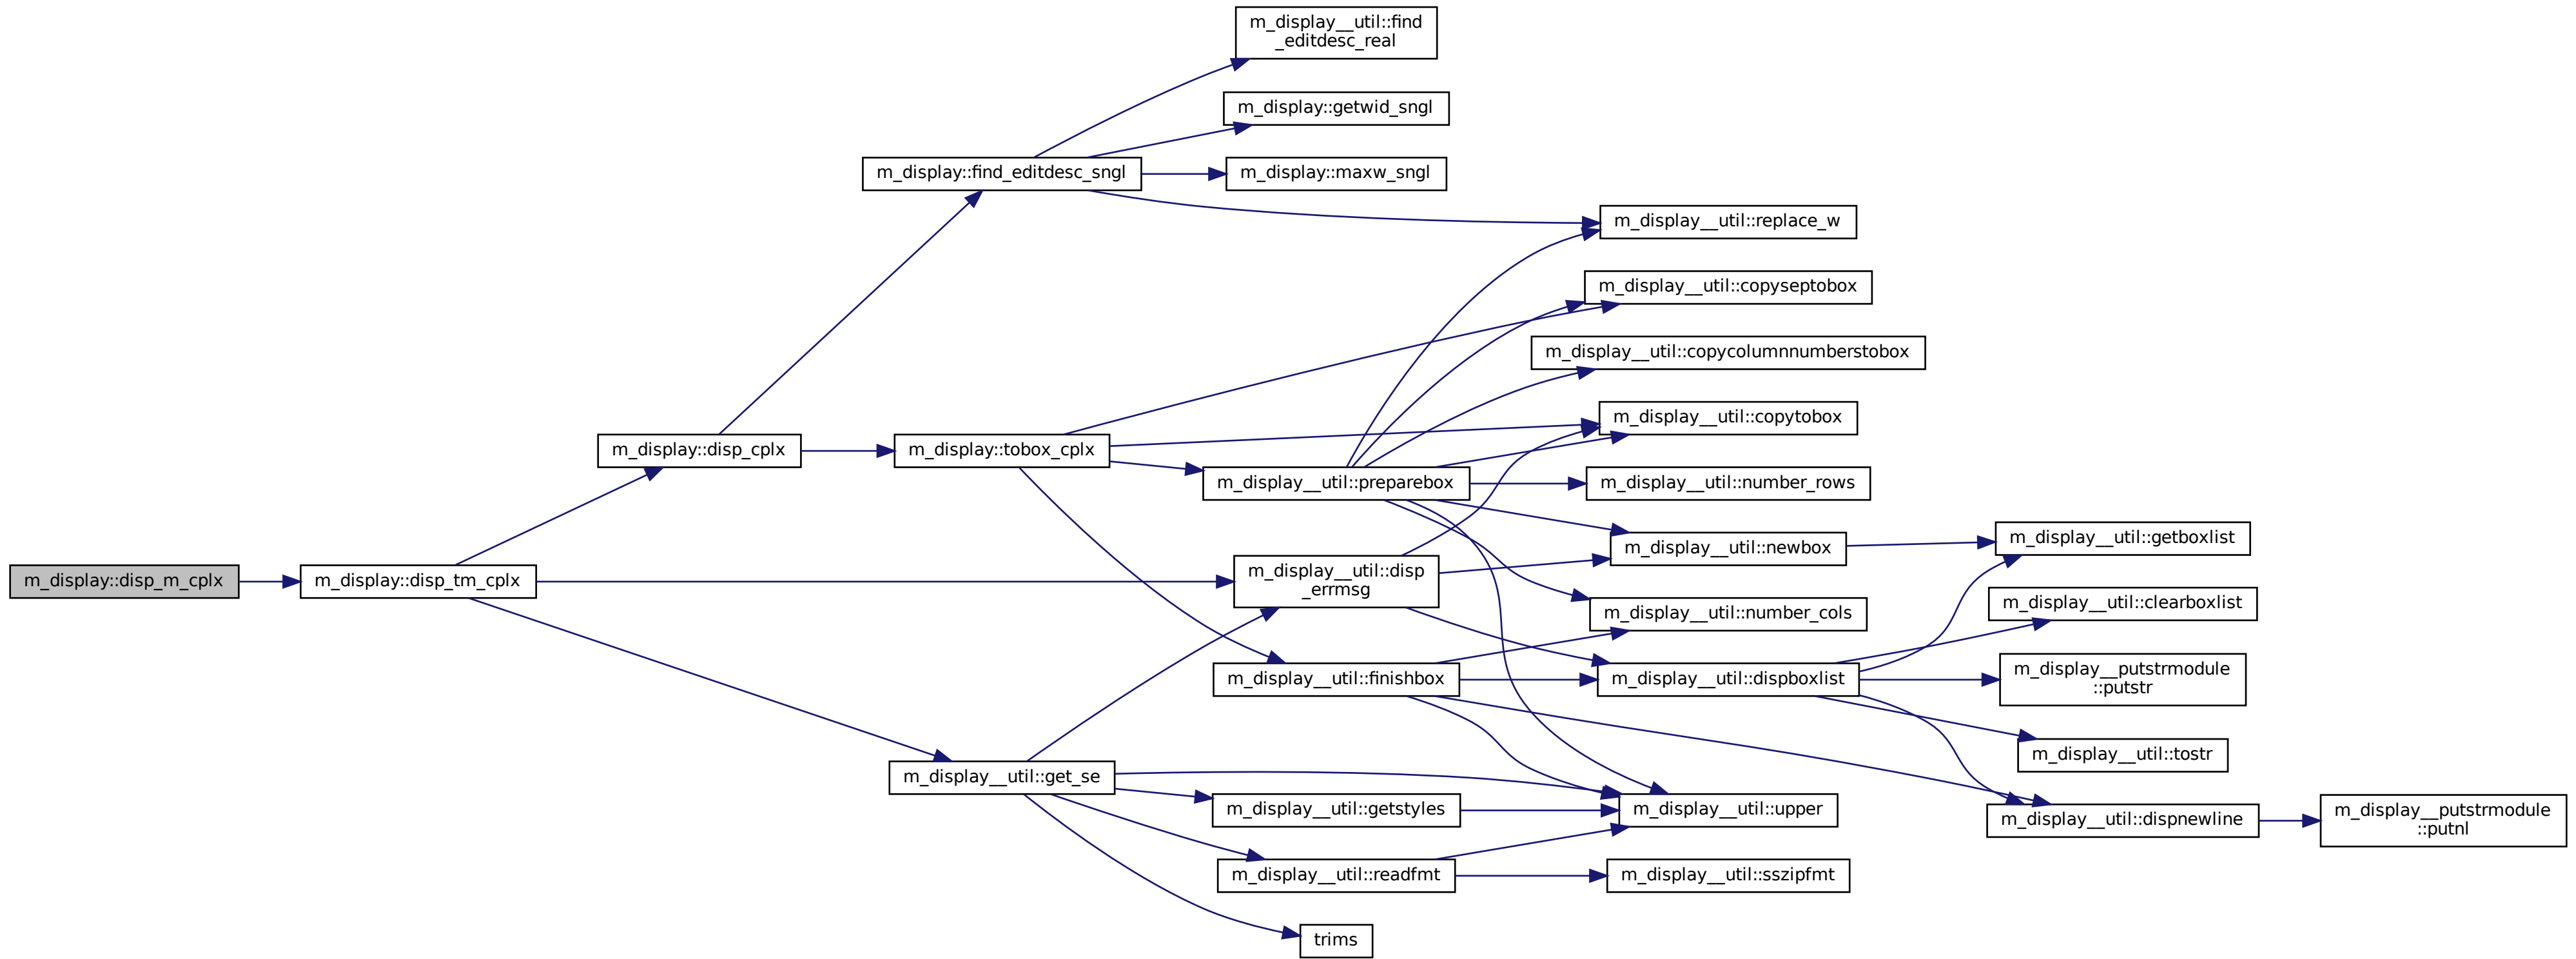 m_display__util::find
_editdesc_real
m_display::getwid_sngl
m_display::find_editdesc_sngl
m_display::maxw_sngl
m_display__util::replace_w
m_display__util::copyseptobox
m_display__util::copycolumnnumberstobox
m_display__util::copytobox
m_display::disp_cplx
m_display::tobox_cplx
m_display__util::preparebox
m_display__util::number_rows
m_display__util::newbox
m_display__util::getboxlist
m_display::disp_m_cplx
m_display::disp_tm_cplx
m_display__util::disp
_errmsg
m_display__util::number_cols
m_display__util::clearboxlist
m_display__util::finishbox
m_display__util::dispboxlist
m_display__putstrmodule
::putstr
m_display__util::tostr
m_display__util::get_se
m_display__util::getstyles
m_display__util::upper
m_display__util::dispnewline
m_display__putstrmodule
::putnl
m_display__util::readfmt
m_display__util::sszipfmt
trims